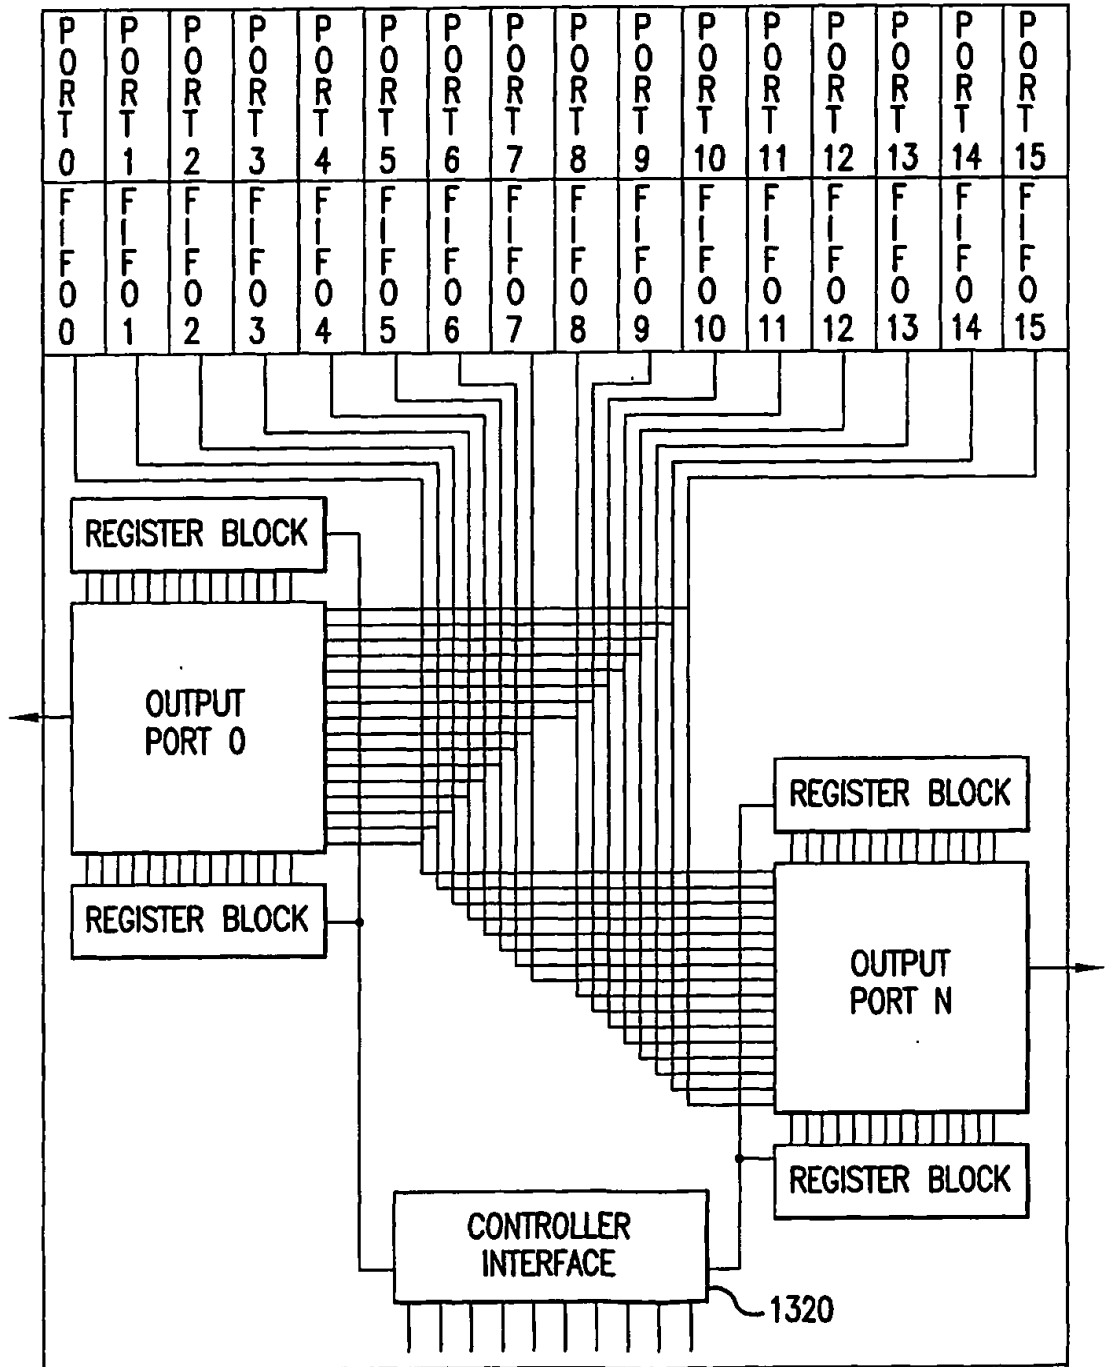 PORT 0 PORT 1 PORT 2 PORT 3 PORT 4 PORT 5 PORT 6 PORT 7 PORT 8 PORT 9 PORT 10 PORT 11 PORT 12 PORT 13 PORT 14 PORT 15
FIFO 0 FIFO 1 FIFO 2 FIFO 3 FIFO 4 FIFO 5 FIFO 6 FIFO 7 FIFO 8 FIFO 9 FIFO 10 FIFO 11 FIFO 12 FIFO 13 FIFO 14 FIFO 15
REGISTER BLOCK
OUTPUT
PORT 0
REGISTER BLOCK
REGISTER BLOCK
OUTPUT
PORT N
REGISTER BLOCK
CONTROLLER
INTERFACE
1320